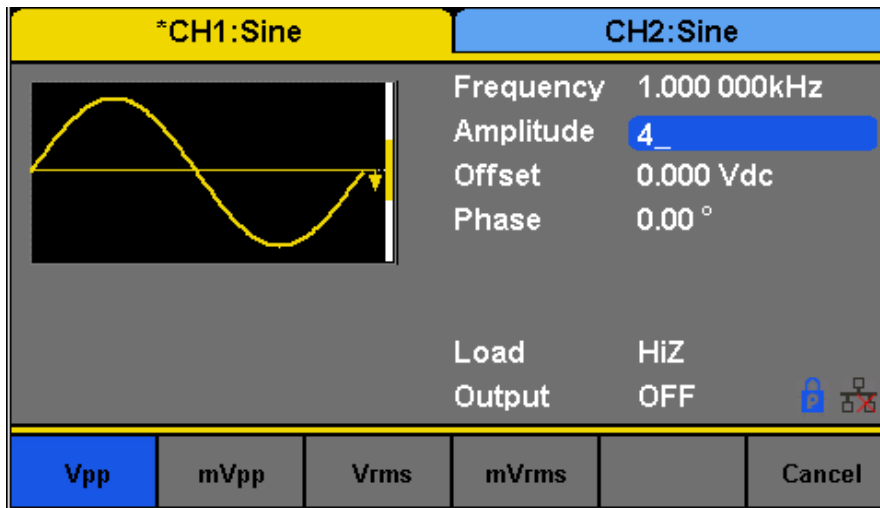 *CH1:Sine CH2:Sine
Frequency 1.000 000kHz
Amplitude 4_
Offset 0.000 Vdc
Phase 0.00 °
Load HiZ
Output OFF
Vpp mVpp Vrms mVrms Cancel